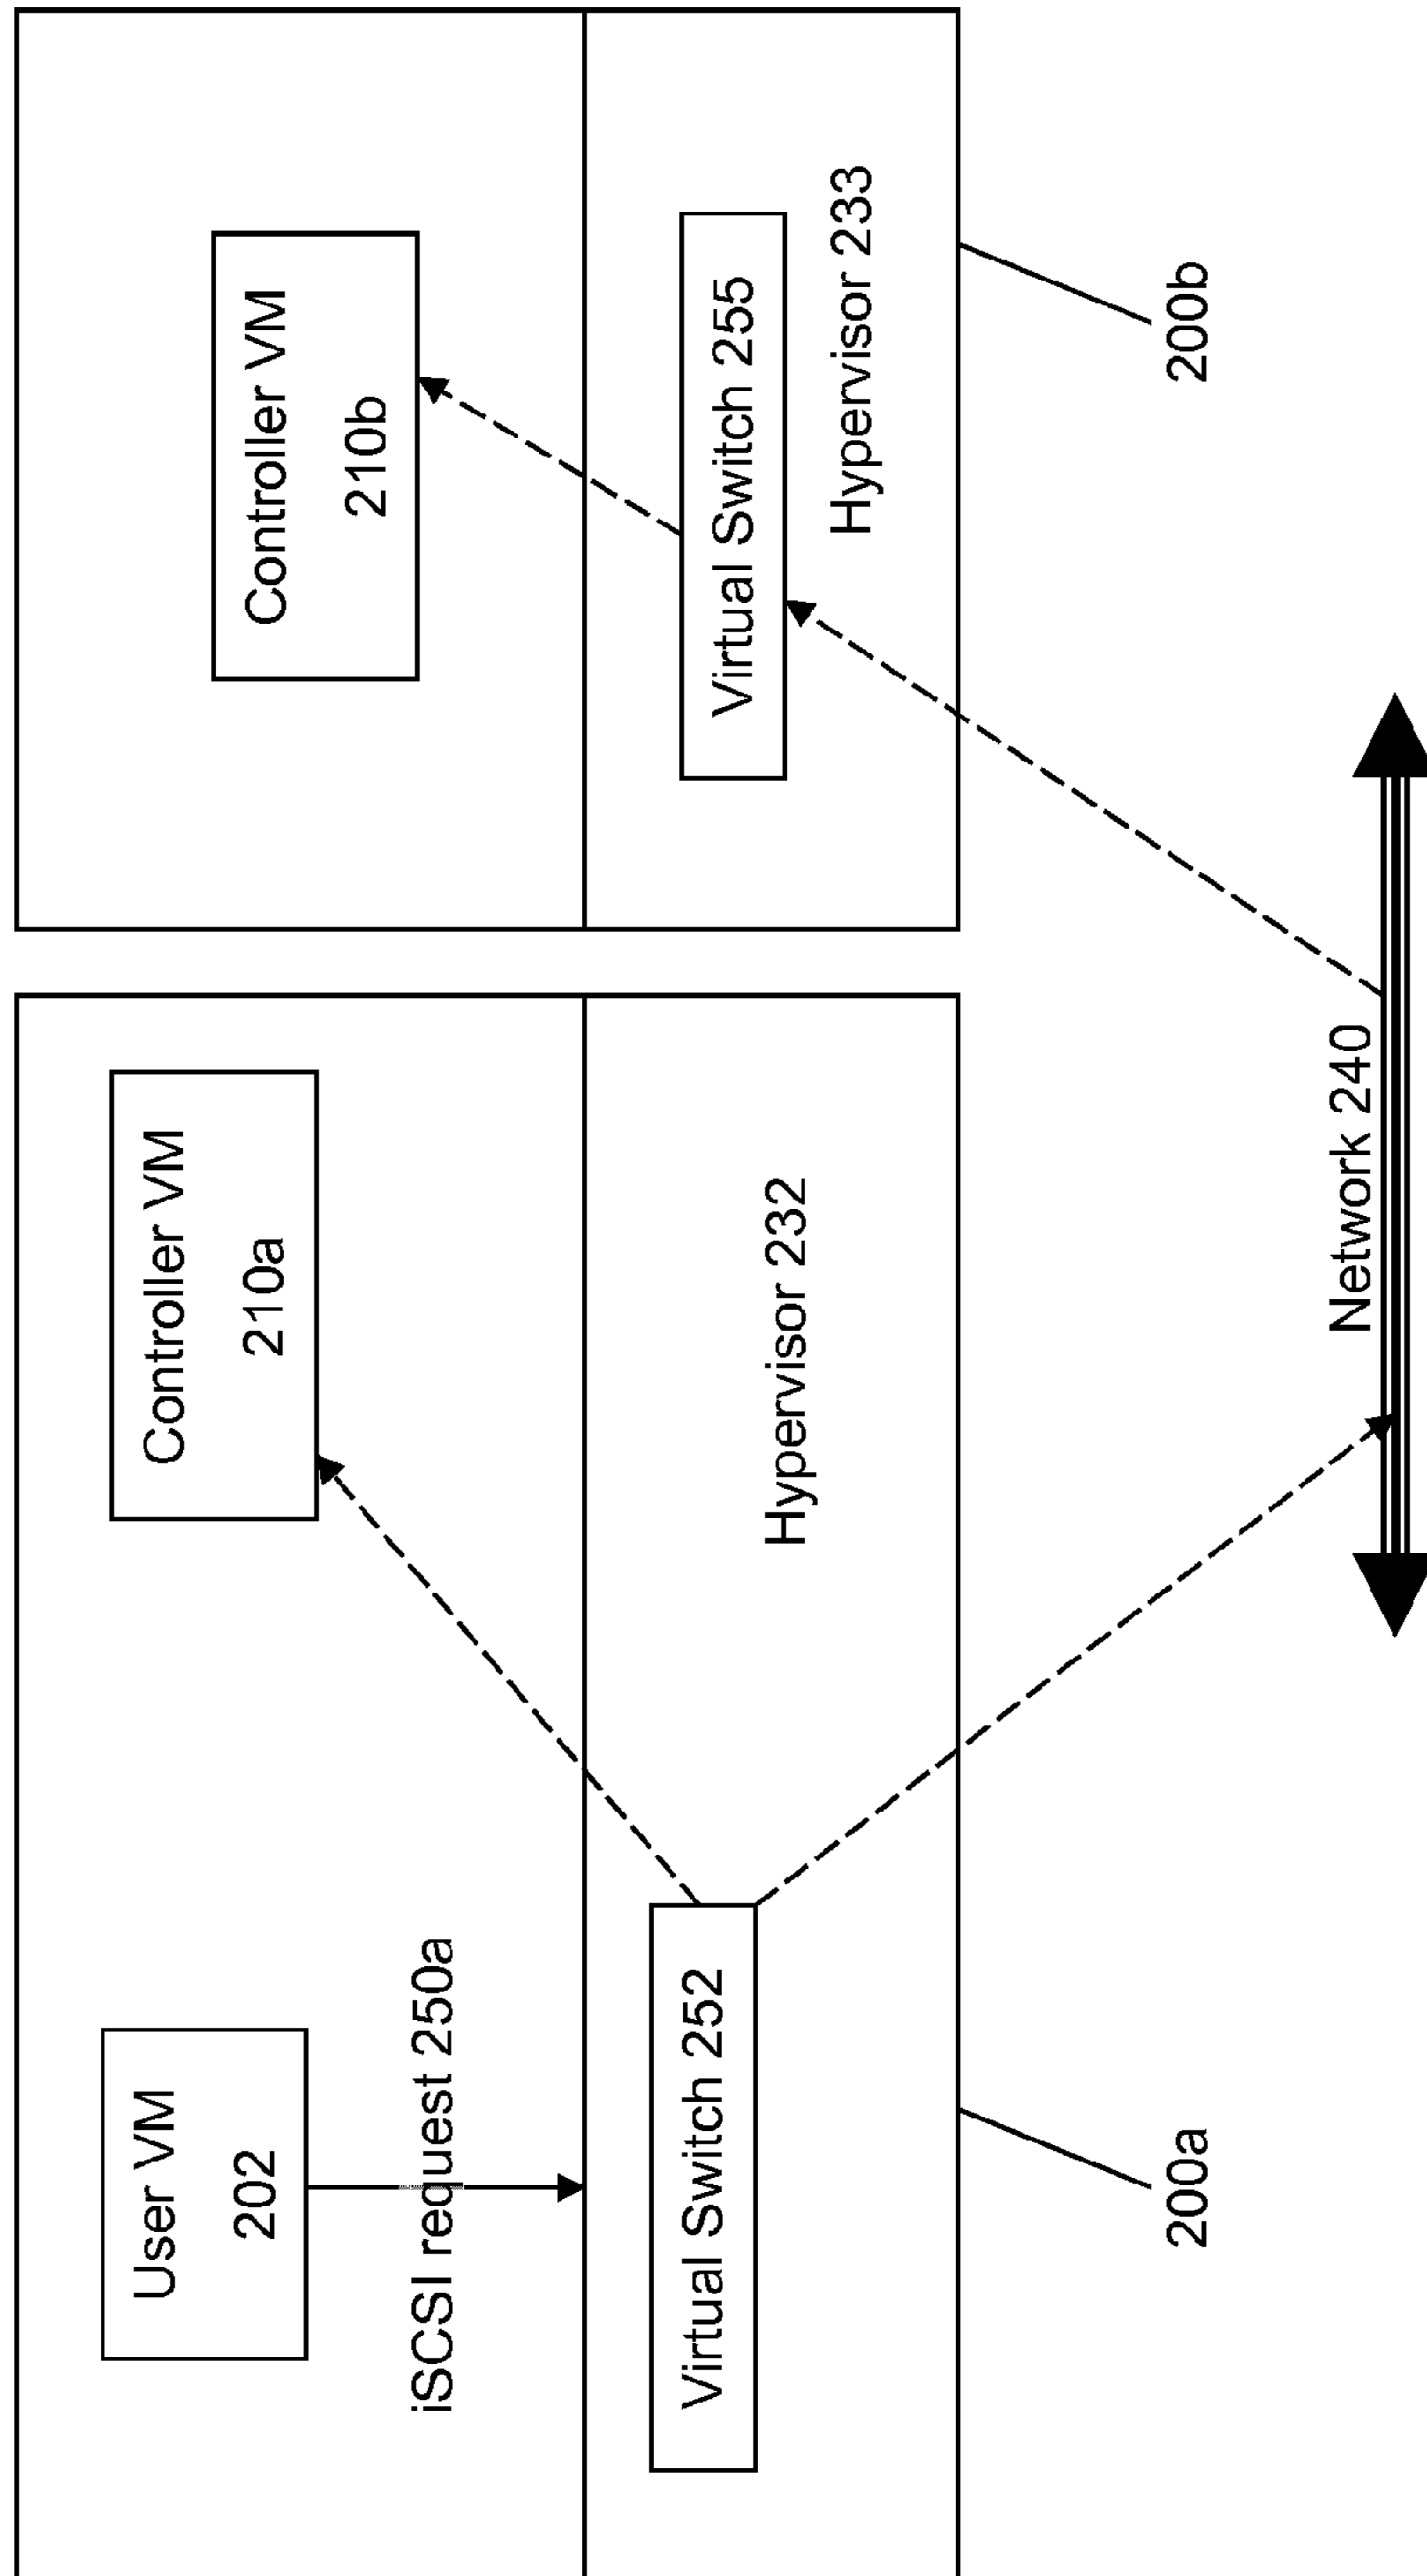 User VM
202
iSCSI request 250a
Virtual Switch 252
Controller VM
210a
Hypervisor 232
200a
Network 240
Controller VM
210b
Virtual Switch 255
Hypervisor 233
200b